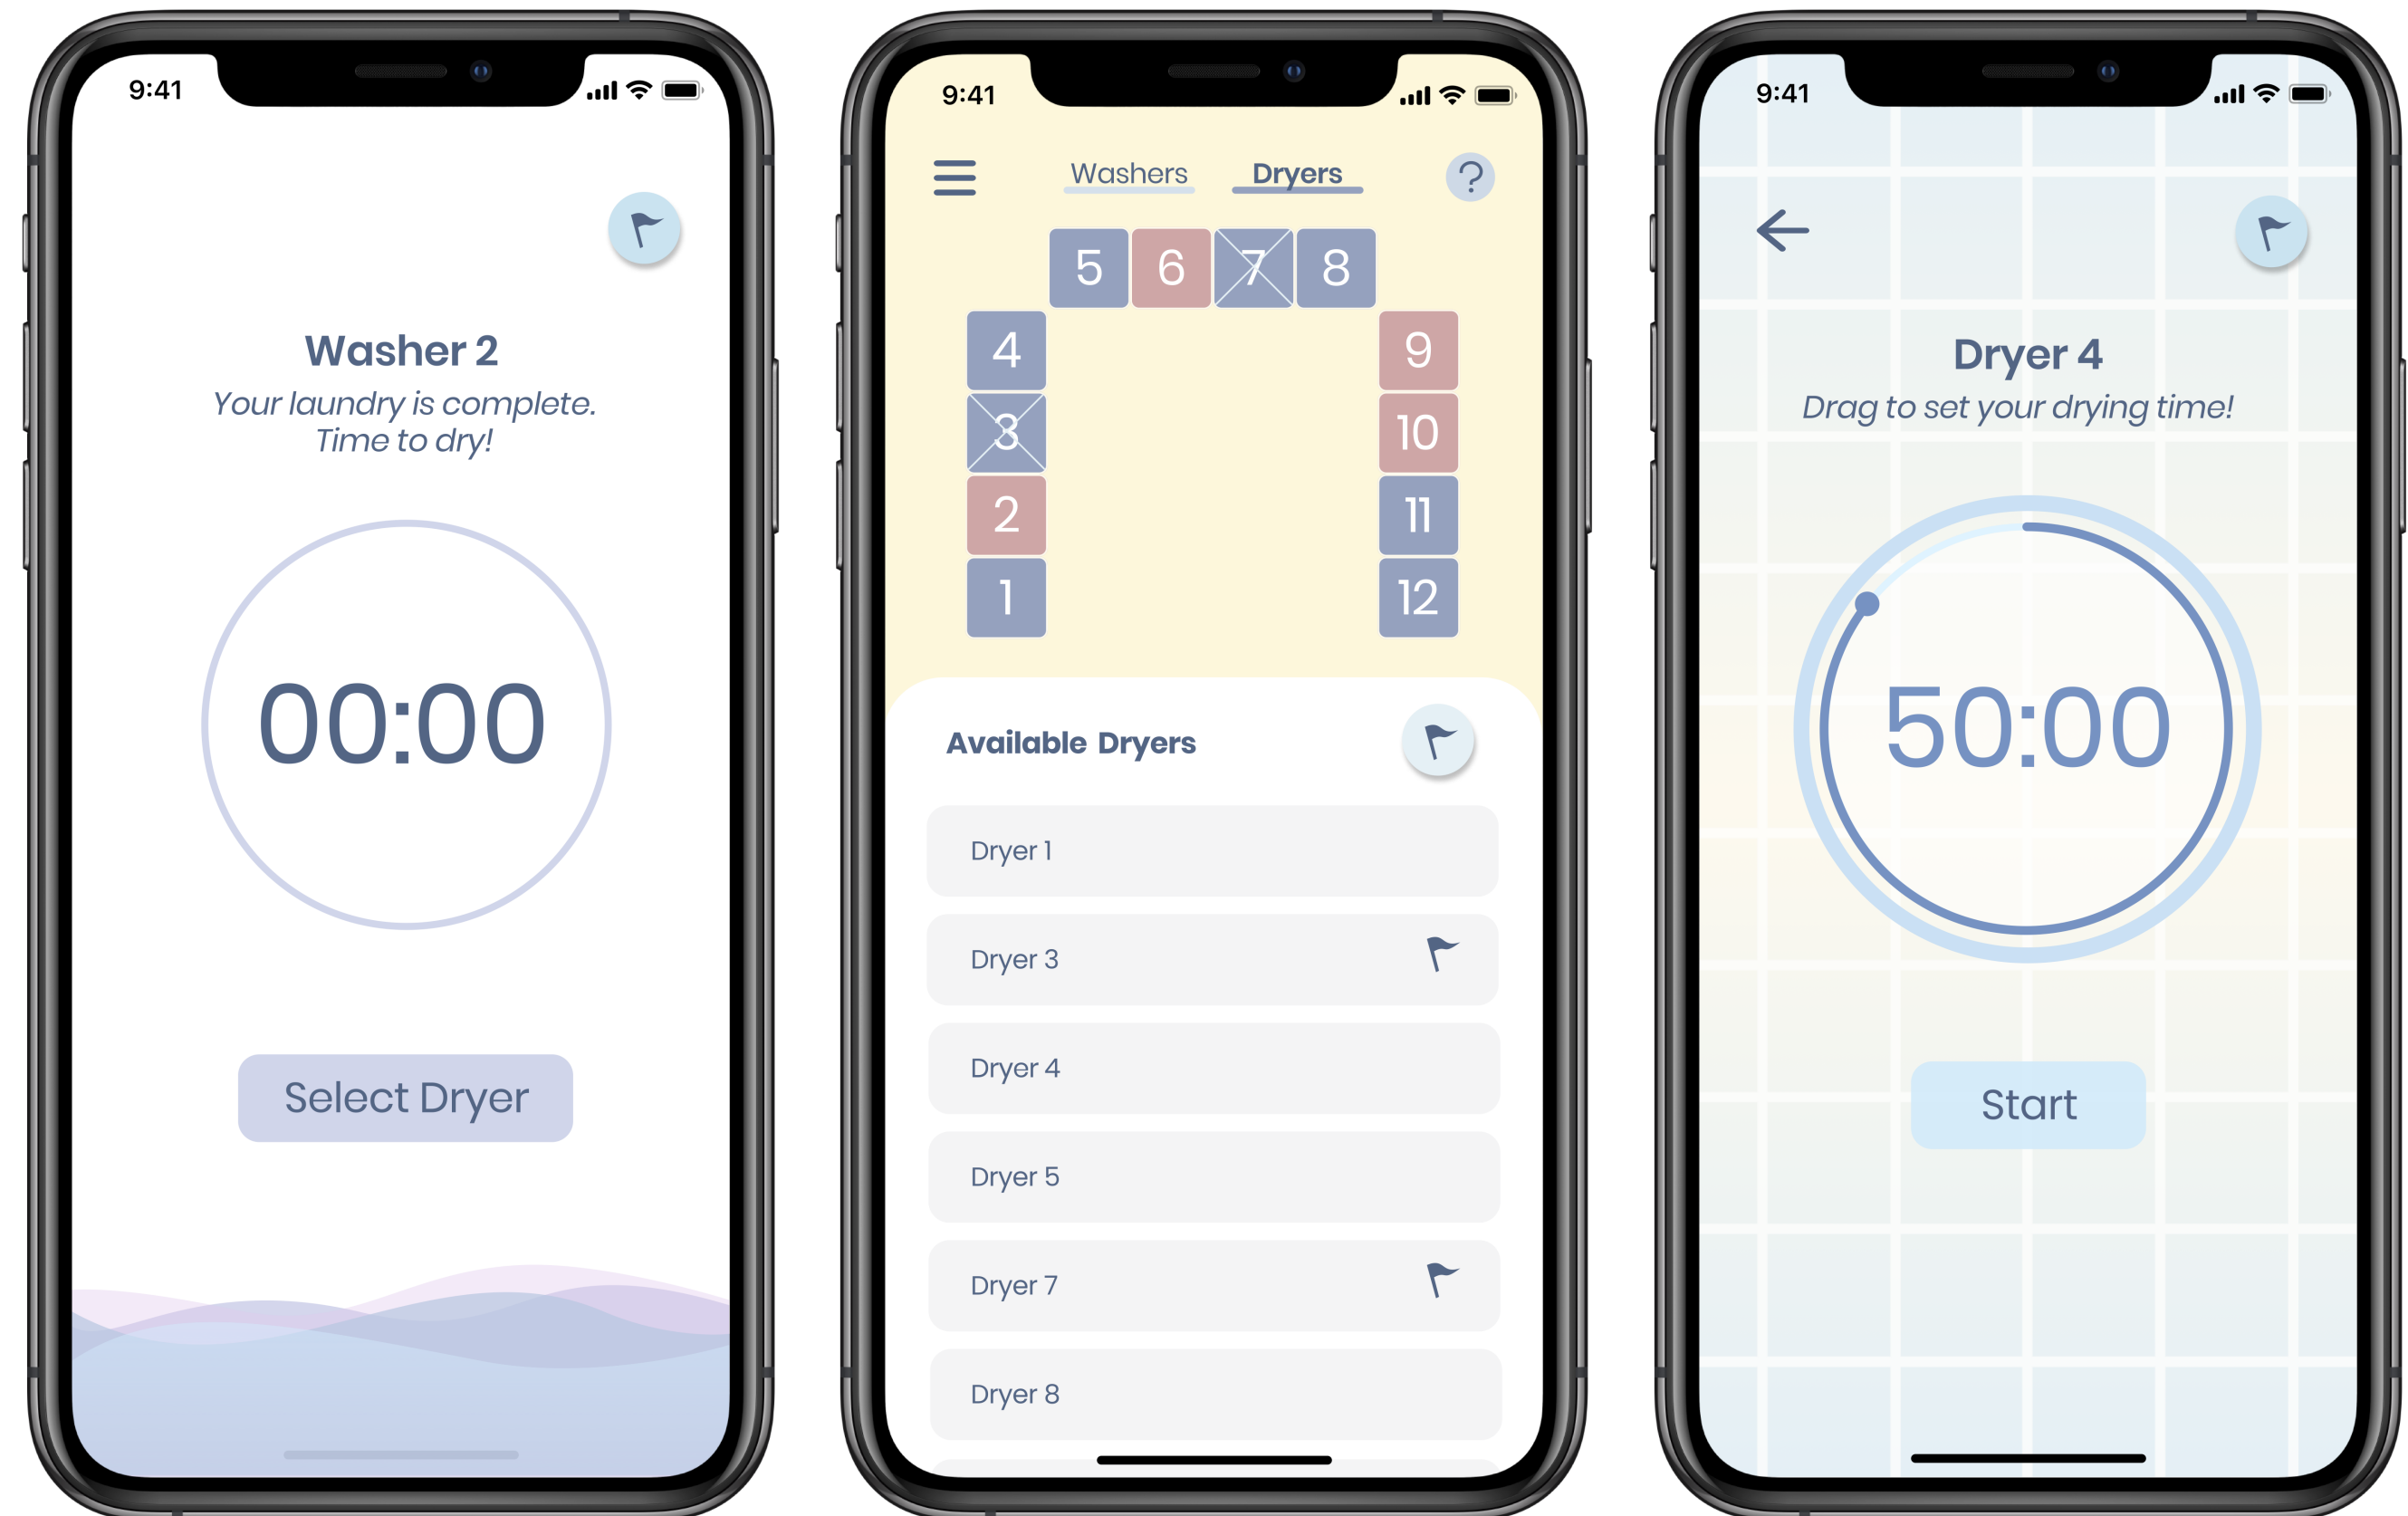 9:41
Washer 2
Your laundry is complete.
Time to dry!
00:00
Select Dryer
9:41
Washers Dryers ?
5 6 7 8
4 9
3 10
2 11
1 12
Available Dryers
Dryer 1
Dryer 3
Dryer 4
Dryer 5
Dryer 7
Dryer 8
9:41
Dryer 4
Drag to set your drying time!
50:00
Start